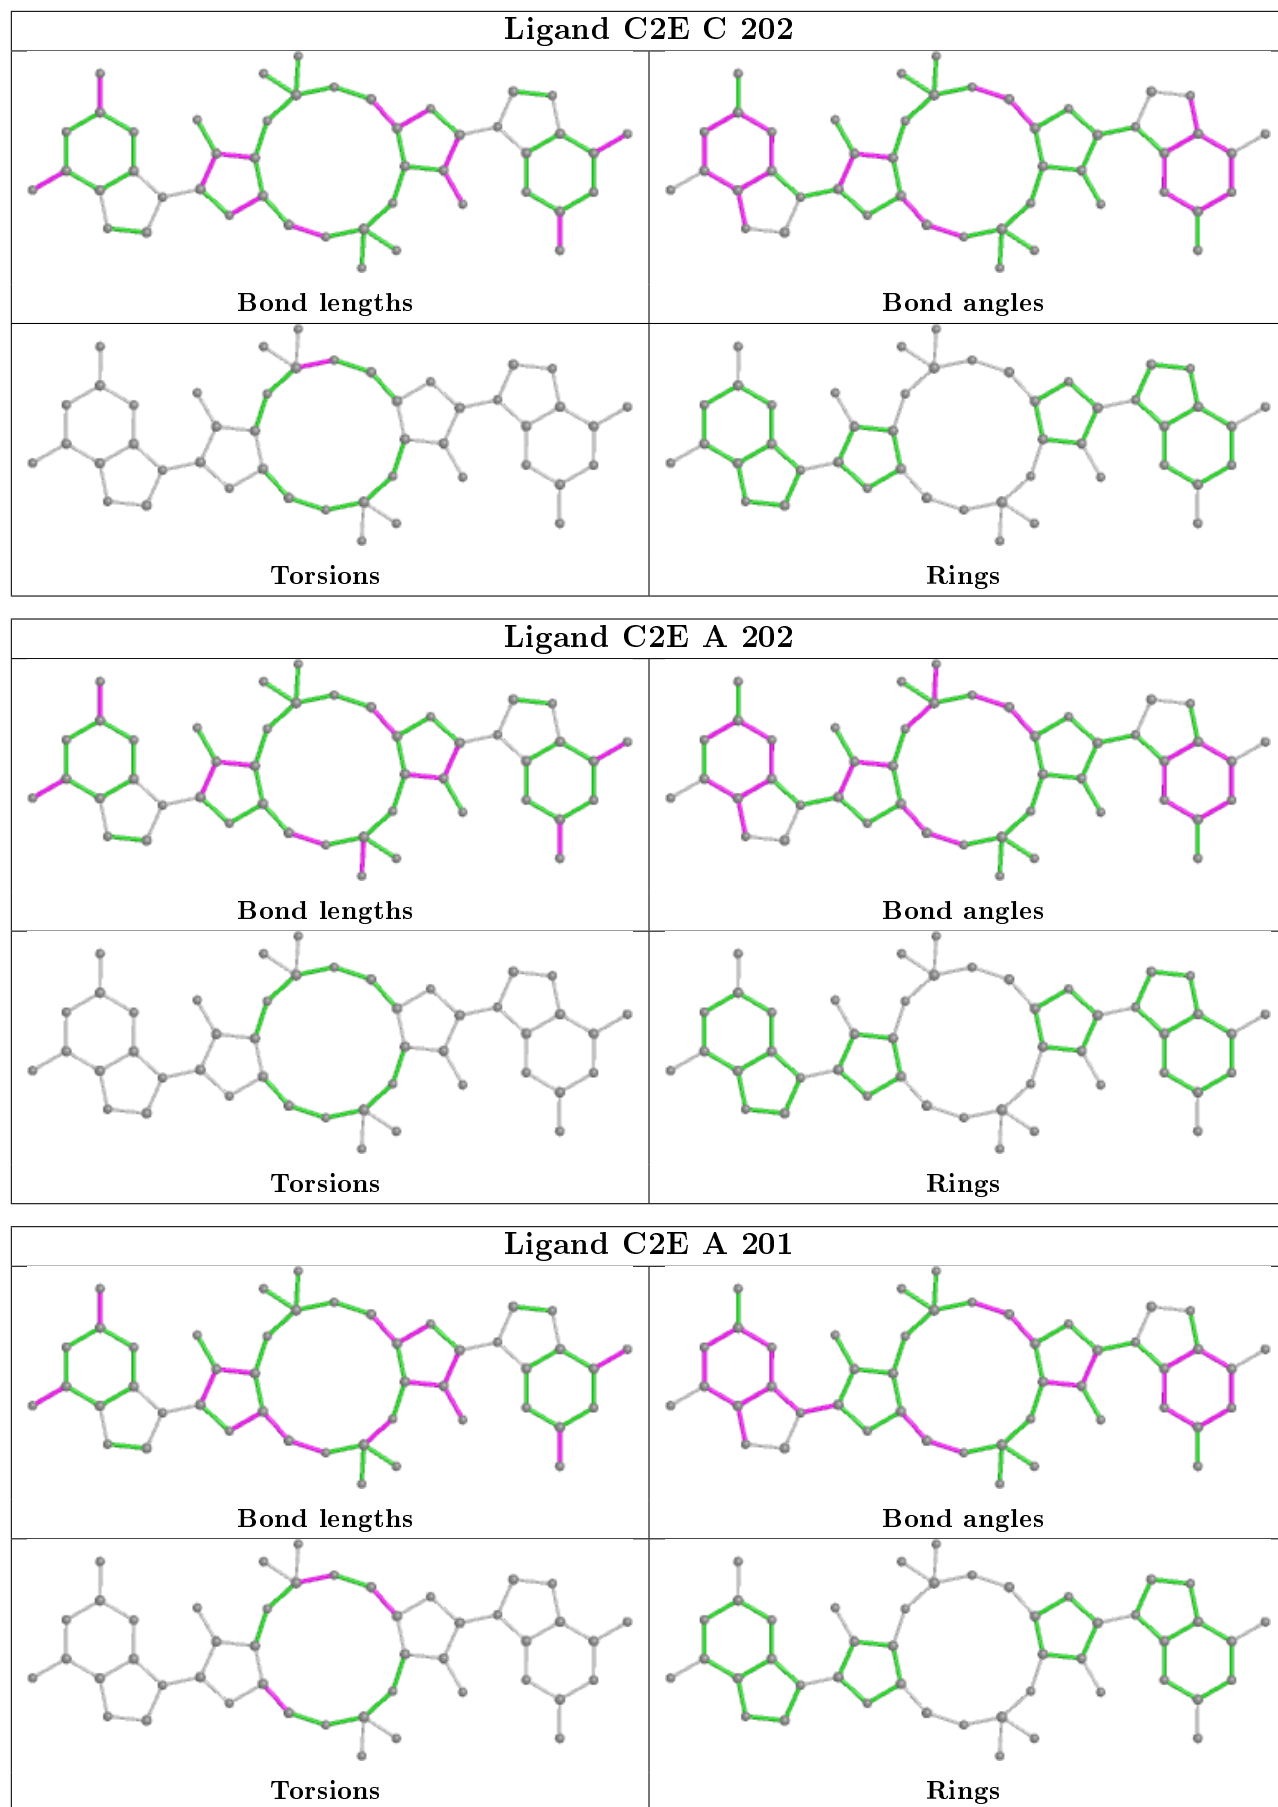 Ligand C2E C 202
Bond lengths
Bond angles
Torsions
Rings
Ligand C2E A 202
Bond lengths
Bond angles
Torsions
Rings
Ligand C2E A 201
Bond lengths
Bond angles
Torsions
Rings